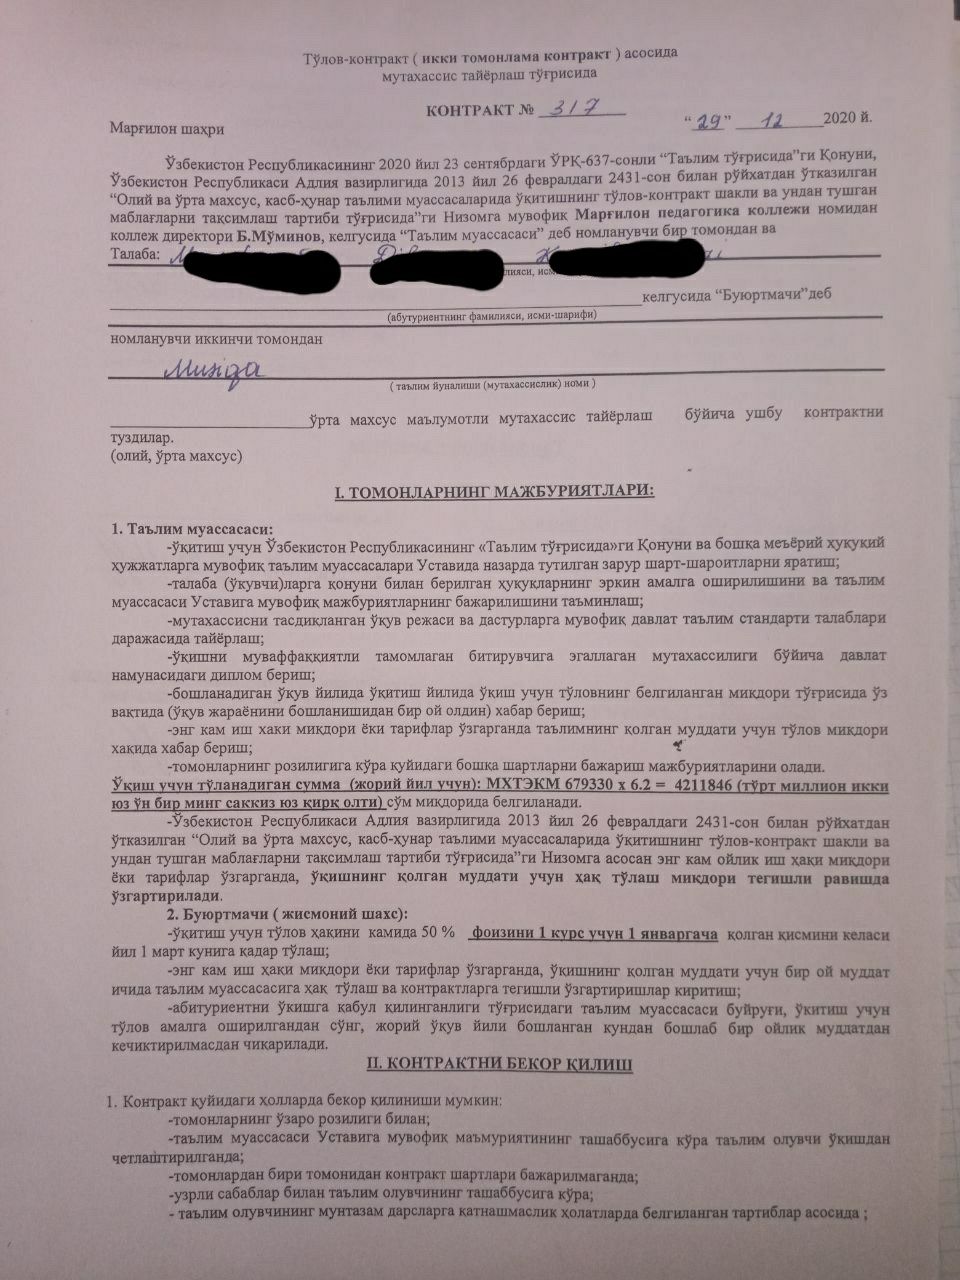 Тўлов-контракт ( икки томонлама контракт ) асосида
мутахассис тайёрлаш тўғрисида
КОНТРАКТ № 317
Марғилон шаҳри
“ 29 ” 12 2020 й.
Ўзбекистон Республикасининг 2020 йил 23 сентябрдаги ЎРҚ-637-сонли “Таълим тўғрисида”ги Қонуни,
Ўзбекистон Республикаси Адлия вазирлигида 2013 йил 26 февралдаги 2431-сон билан рўйхатдан ўтказилган
“Олий ва ўрта махсус, касб-ҳунар таълими муассасаларида ўқитишнинг тўлов-контракт шакли ва ундан тушган
маблағларни тақсимлаш тартиби тўғрисида”ги Низомга мувофиқ Марғилон педагогика коллежи номидан
коллеж директори Б.Мўминов, келгусида “Таълим муассасаси” деб номланувчи бир томондан ва
Талаба:
келгусида “Буюртмачи”деб
(абутуриентнинг фамилияси, исми-шарифи)
номланувчи иккинчи томондан
( таълим йуналиши (мутахассислик) номи )
ўрта махсус маълумотли мутахассис тайёрлаш бўйича ушбу контрактни
туздилар.
(олий, ўрта махсус)
I. ТОМОНЛАРНИНГ МАЖБУРИЯТЛАРИ:
1. Таълим муассасаси:
-ўқитиш учун Ўзбекистон Республикасининг «Таълим тўғрисида»ги Қонуни ва бошқа меъёрий ҳуқуқий
ҳужжатларга мувофиқ таълим муассасалари Уставида назарда тутилган зарур шарт-шароитларни яратиш;
-талаба (ўкувчи)ларга қонуни билан берилган ҳуқуқларнинг эркин амалга оширилишини ва таълим
муассасаси Уставига мувофиқ мажбуриятларнинг бажарилишини таъминлаш;
-мутахассисни тасдиқланган ўқув режаси ва дастурларга мувофиқ давлат таълим стандарти талаблари
даражасида тайёрлаш;
-ўқишни муваффаққиятли тамомлаган битирувчига эгаллаган мутахассилиги бўйича давлат
намунасидаги диплом бериш;
-бошланадиган ўқув йилида ўқитиш йилида ўқиш учун тўловнинг белгиланган миқдори тўғрисида ўз
вақтида (ўқув жараёнини бошланишидан бир ой олдин) хабар бериш;
-энг кам иш хаки миқдори ёки тарифлар ўзгарганда таълимнинг қолган муддати учун тўлов миқдори
хақида хабар бериш;
-томонларнинг розилигига кўра қуйидаги бошка шартларни бажариш мажбуриятларини олади.
Ўқиш учун тўланадиган сумма (жорий йил учун): МХТЭКМ 679330 x 6.2 = 4211846 (тўрт миллион икки
юз ўн бир минг саккиз юз қирқ олти) сўм миқдорида белгиланади.
-Ўзбекистон Республикаси Адлия вазирлигида 2013 йил 26 февралдаги 2431-сон билан рўйхатдан
ўтказилган “Олий ва ўрта махсус, касб-ҳунар таълими муассасаларида ўқитишнинг тўлов-контракт шакли ва
ундан тушган маблағларни тақсимлаш тартиби тўғрисида”ги Низомга асосан энг кам ойлик иш ҳақи миқдори
ёки тарифлар ўзгарганда, ўқишнинг қолган муддати учун ҳақ тўлаш миқдори тегишли равишда
ўзгартирилади.
2. Буюртмачи ( жисмоний шахс):
-ўқитиш учун тўлов ҳақини камида 50 % фоизини 1 курс учун 1 январгача қолган қисмини келаси
йил 1 март кунига қадар тўлаш;
-энг кам иш ҳаки миқдори ёки тарифлар ўзгарганда, ўқишнинг қолган муддати учун бир ой муддат
ичида таълим муассасасига ҳақ тўлаш ва контрактларга тегишли ўзгартиришлар киритиш;
-абитуриентни ўкишга қабул қилинганлиги тўғрисидаги таълим муассасаси буйруғи, ўкитиш учун
тўлов амалга оширилгандан сўнг, жорий ўқув йили бошланган кундан бошлаб бир ойлик муддатдан
кечиктирилмасдан чиқарилади.
II. КОНТРАКТНИ БЕКОР ҚИЛИШ
1. Контракт қуйидаги ҳолларда бекор қилиниши мумкин:
-томонларнинг ўзаро розилиги билан;
-таълим муассасаси Уставига мувофиқ маъмуриятининг ташаббусига кўра таълим олувчи ўкишдан
четлаштирилганда;
-томонлардан бири томонидан контракт шартлари бажарилмаганда;
-узрли сабаблар билан таълим олувчининг ташаббусига кўра;
- таълим олувчининг мунтазам дарсларга қатнашмаслик ҳолатларда белгиланган тартиблар асосида ;